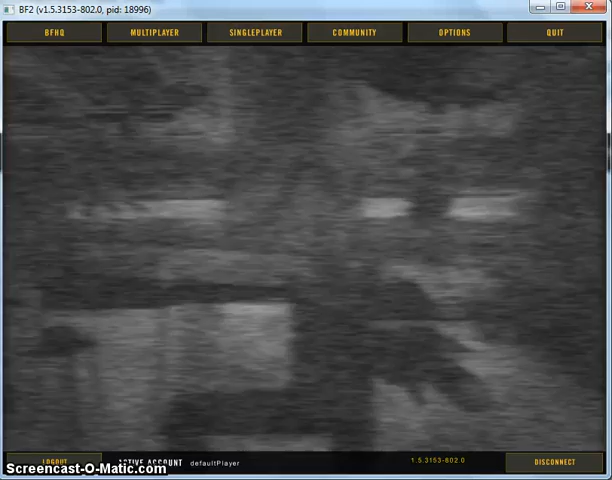 BF2 (v1.5.3153-802.0, pid: 18996)
BFHQ MULTIPLAYER SINGLEPLAYER COMMUNITY OPTIONS QUIT
LOGOUT ACTIVE ACCOUNT defaultPlayer 1.5.3153-802.0 DISCONNECT
Screencast-O-Matic.com